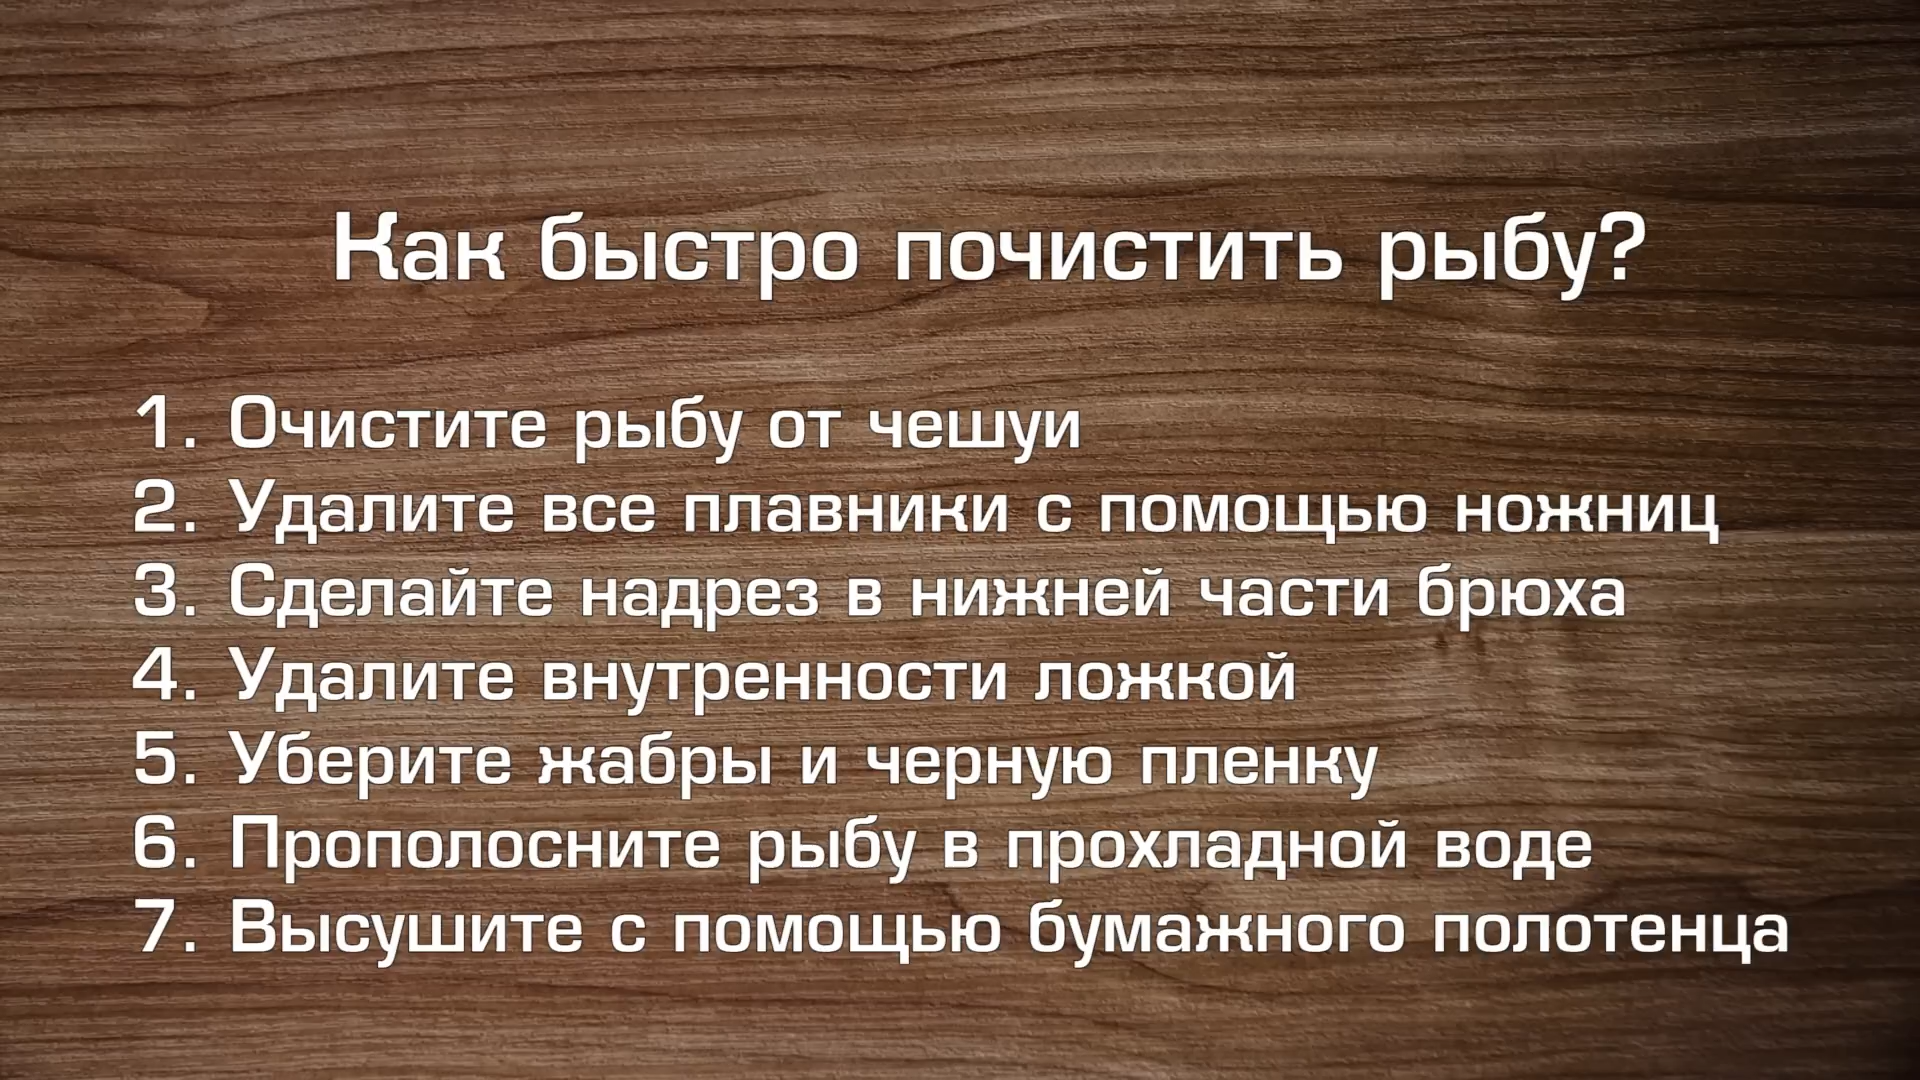 Как быстро почистить рыбу?
1. Очистите рыбу от чешуи
2. Удалите все плавники с помощью ножниц
3. Сделайте надрез в нижней части брюха
4. Удалите внутренности ложкой
5. Уберите жабры и черную пленку
6. Прополосните рыбу в прохладной воде
7. Высушите с помощью бумажного полотенца